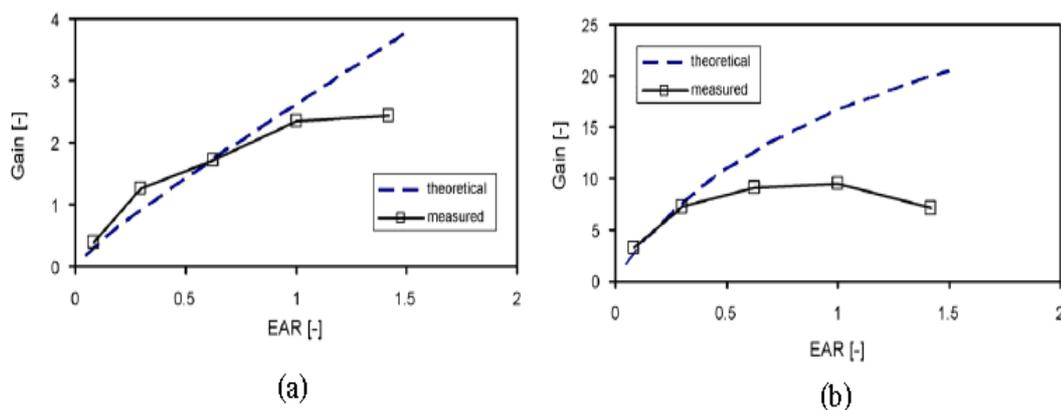 4
3
2
1
0
Gain [-]
theoretical
measured
0 0.5 1 1.5 2
EAR [-]
(a)
25
20
15
10
5
0
Gain [-]
theoretical
measured
0 0.5 1 1.5 2
EAR [-]
(b)